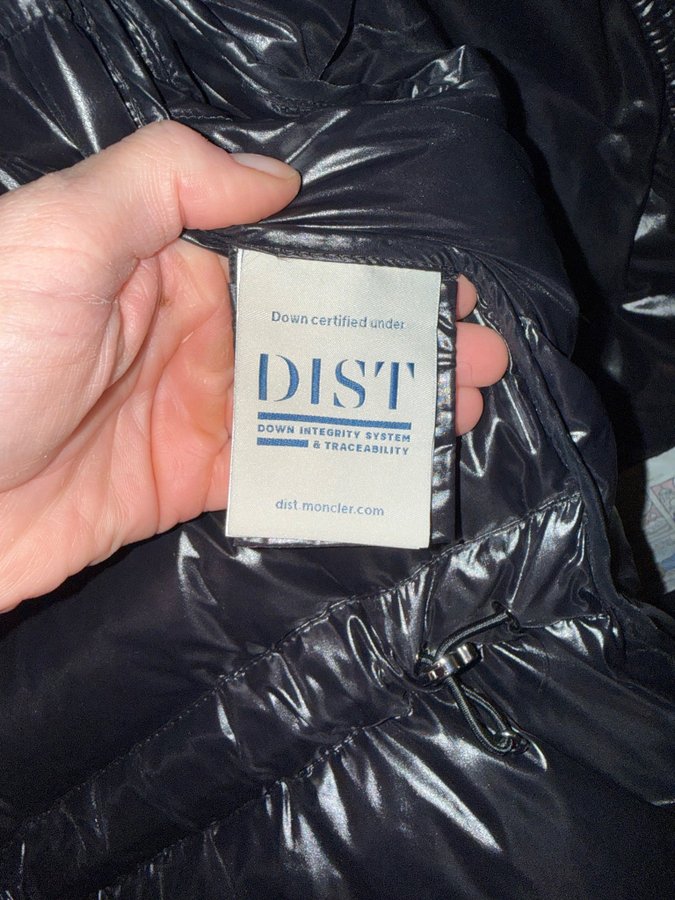 Down certified under
DIST
DOWN INTEGRITY SYSTEM
& TRACEABILITY
dist.moncler.com